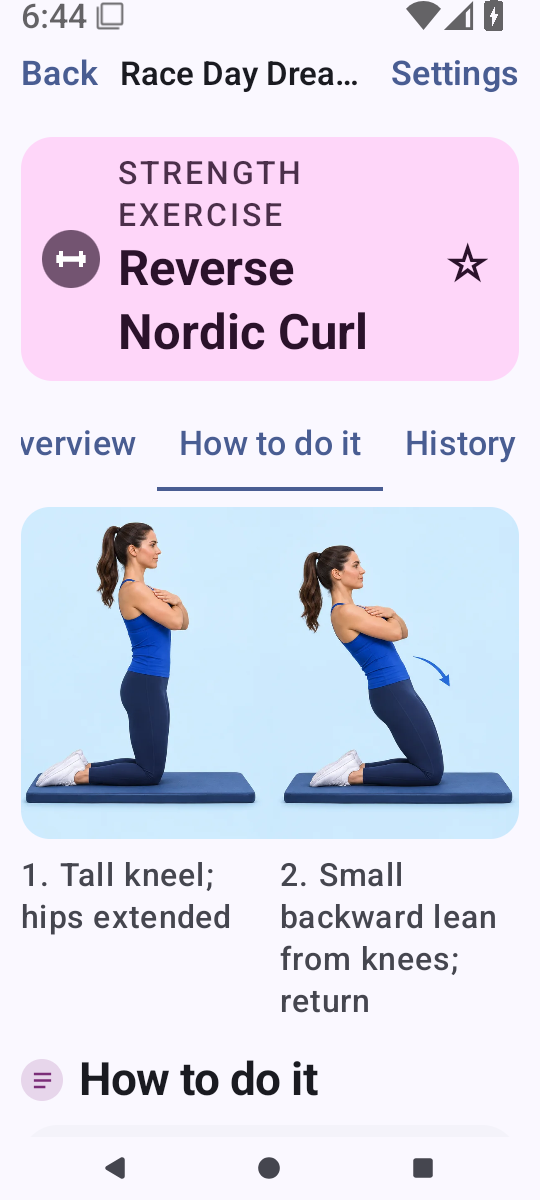 6:44
Back Race Day Drea... Settings
STRENGTH
EXERCISE
Reverse
Nordic Curl
verview How to do it History
1. Tall kneel;
hips extended
2. Small
backward lean
from knees;
return
How to do it